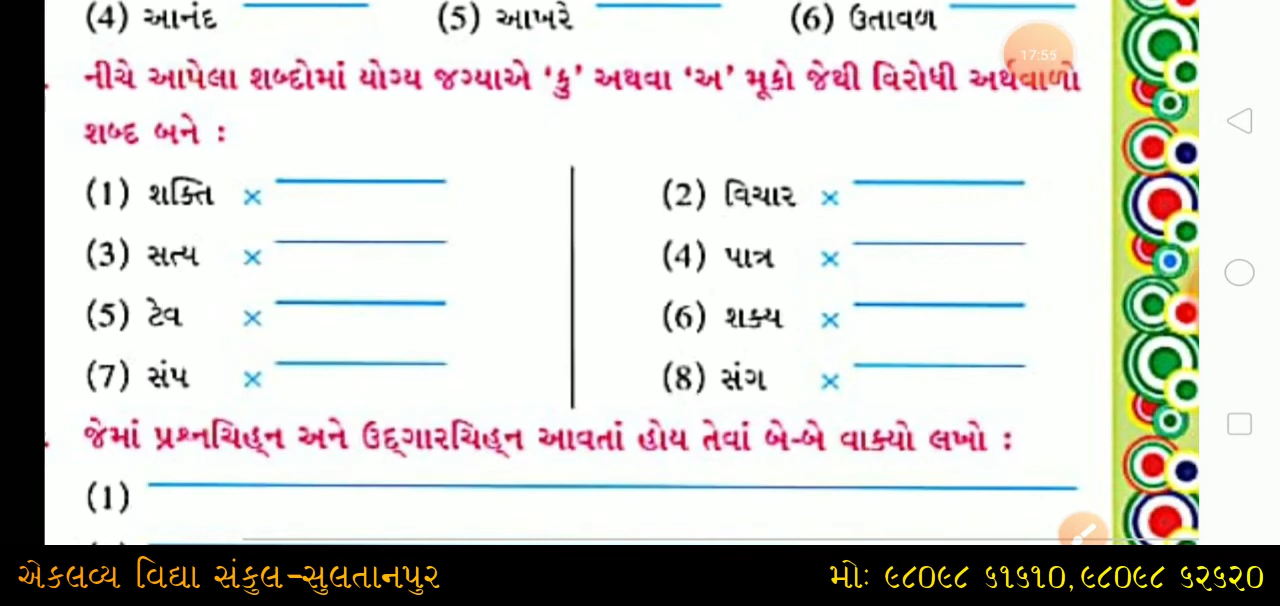 (4) આનંદ (5) આખરે (6) ઉતાવળ
17:55
નીચે આપેલા શબ્દોમાં યોગ્ય જગ્યાએ ‘કુ’ અથવા ‘અ’ મૂકો જેથી વિરોધી અર્થવાળો
શબ્દ બને :
(1) શક્તિ × (2) વિચાર ×
(3) સત્ય × (4) પાત્ર ×
(5) ટેવ × (6) શક્ય ×
(7) સંપ × (8) સંગ ×
જેમાં પ્રશ્નચિહ્ન અને ઉદ્ગારચિહ્ન આવતાં હોય તેવાં બે-બે વાક્યો લખો :
(1)
એકલવ્ય વિદ્યા સંકુલ-સુલતાનપુર મોઃ ૯૮૦૯૮ ૬૧૬૧૦,૯૮૦૯૮ ૬૨૬૨૦